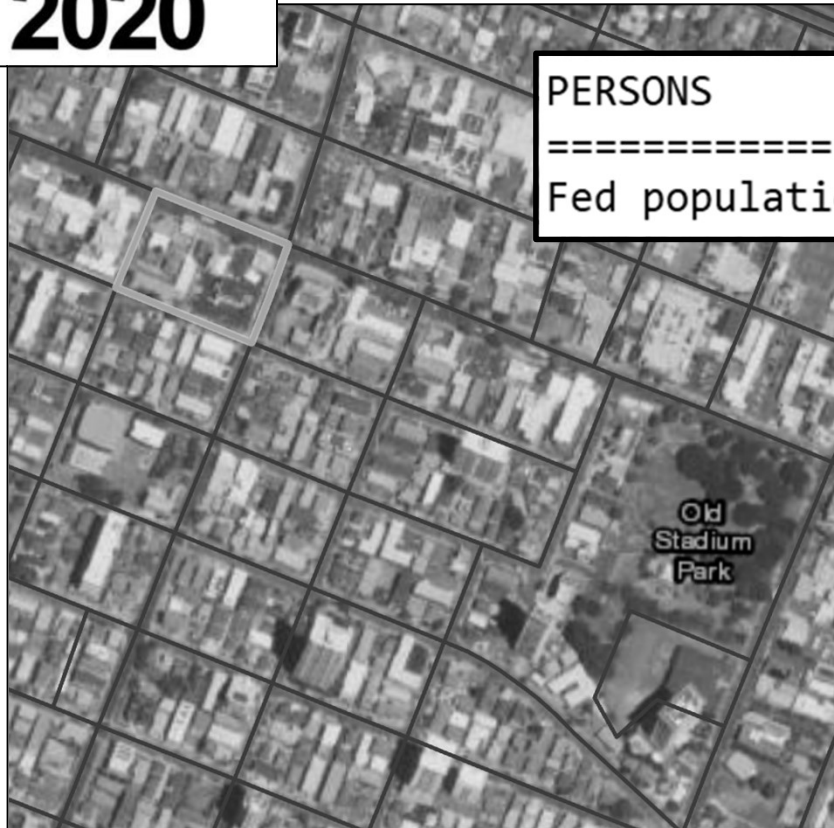 2020
PERSONS
============
Fed populati
Old
Stadium
Park